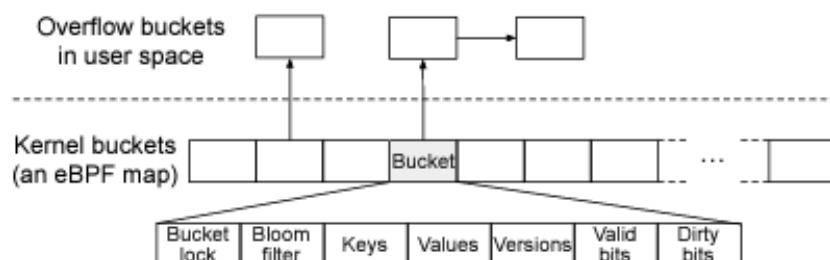 Overflow buckets
in user space
Kernel buckets
(an eBPF map)
Bucket
...
Bucket
lock
Bloom
filter
Keys
Values
Versions
Valid
bits
Dirty
bits